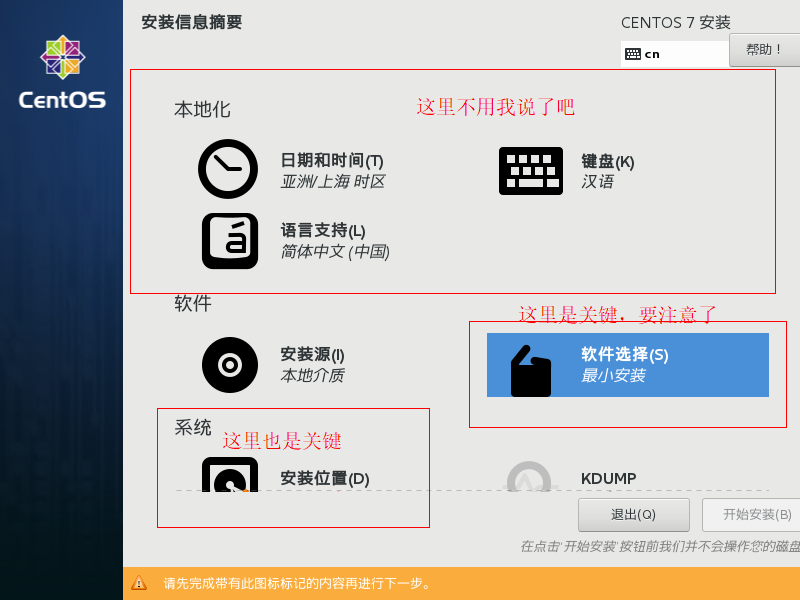 安装信息摘要
CENTOS 7 安装
cn
帮助！
CentOS
本地化
这里不用我说了吧
日期和时间(T)
亚洲/上海 时区
键盘(K)
汉语
语言支持(L)
简体中文 (中国)
软件
这里是关键，要注意了
安装源(I)
本地介质
软件选择(S)
最小安装
系统
这里也是关键
安装位置(D)
KDUMP
退出(Q)
开始安装(B)
在点击'开始安装'按钮前我们并不会操作您的磁盘
请先完成带有此图标标记的内容再进行下一步。